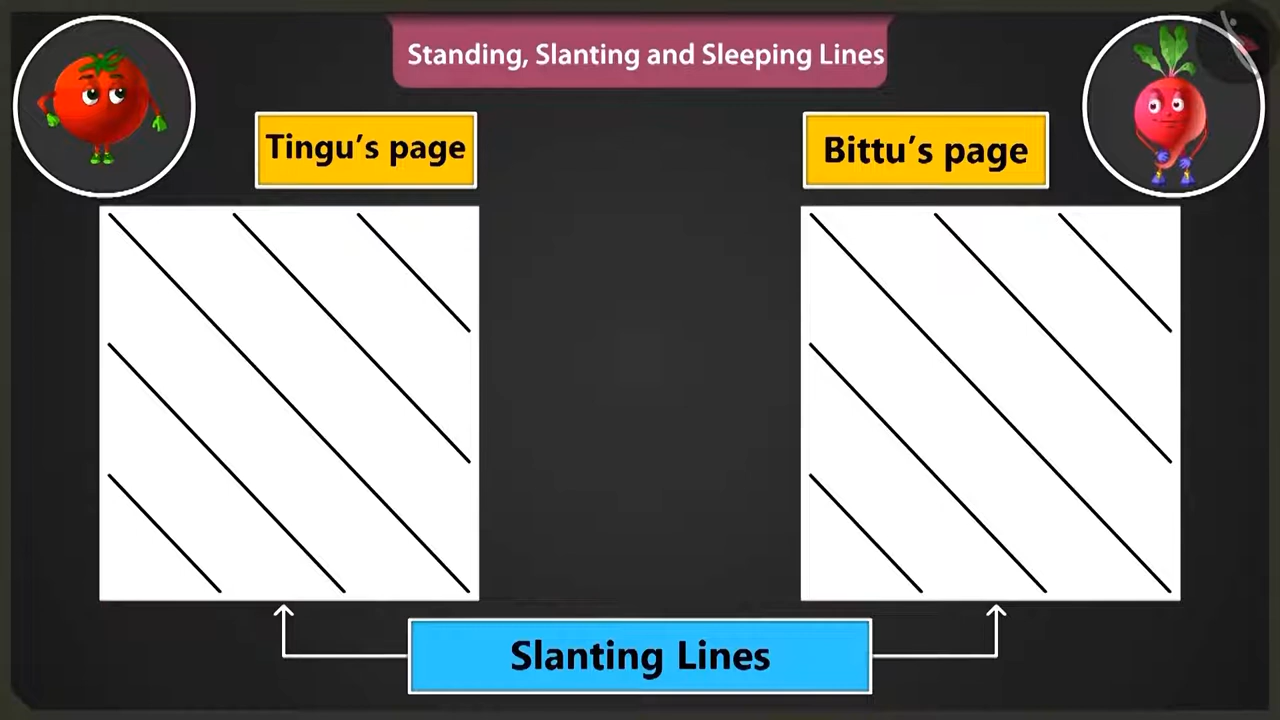 Standing, Slanting and Sleeping Lines
Tingu's page
Bittu's page
Slanting Lines